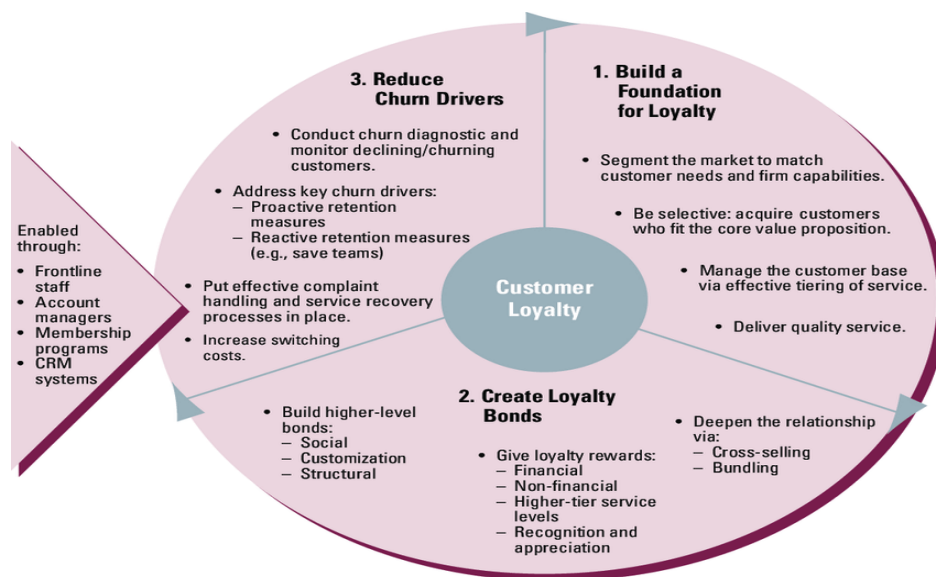 3. Reduce
Churn Drivers
• Conduct churn diagnostic and
monitor declining/churning
customers.
• Address key churn drivers:
– Proactive retention
measures
– Reactive retention measures
(e.g., save teams)
• Put effective complaint
handling and service recovery
processes in place.
• Increase switching
costs.
1. Build a
Foundation
for Loyalty
• Segment the market to match
customer needs and firm capabilities.
• Be selective: acquire customers
who fit the core value proposition.
• Manage the customer base
via effective tiering of service.
• Deliver quality service.
Enabled
through:
• Frontline
staff
• Account
managers
• Membership
programs
• CRM
systems
Customer
Loyalty
2. Create Loyalty
Bonds
• Build higher-level
bonds:
– Social
– Customization
– Structural
• Give loyalty rewards:
– Financial
– Non-financial
– Higher-tier service
levels
– Recognition and
appreciation
• Deepen the relationship
via:
– Cross-selling
– Bundling